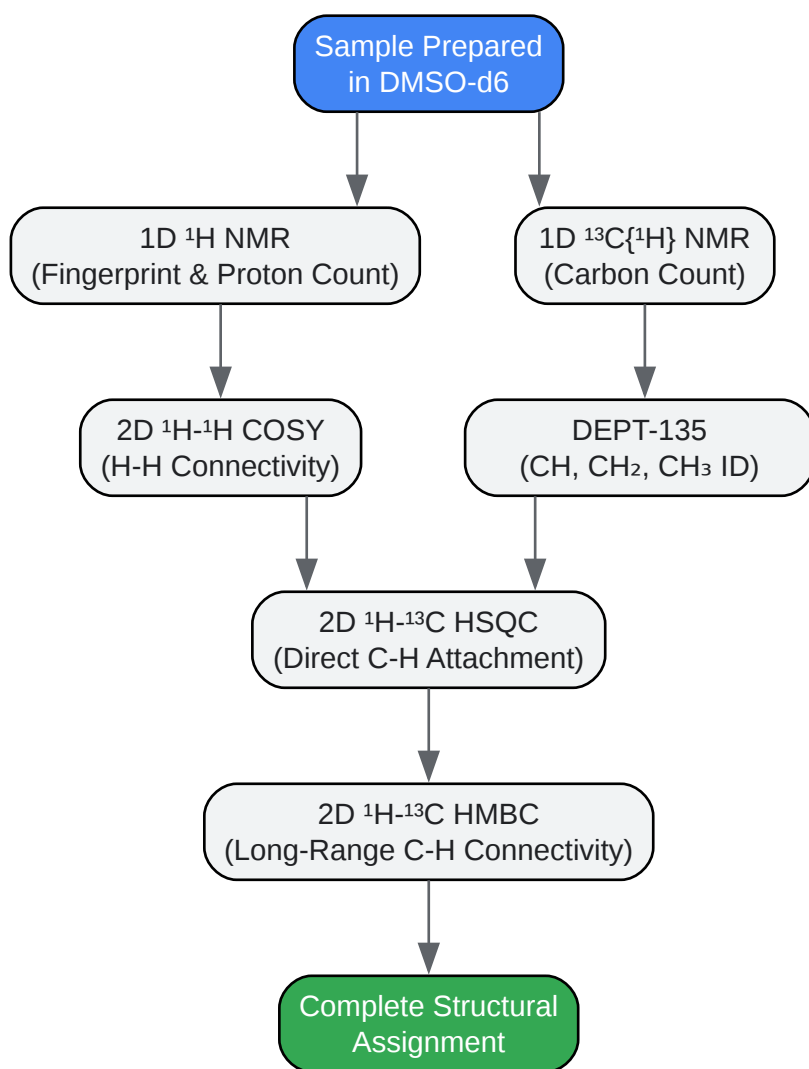 Sample Prepared
in DMSO-d6
1D ¹H NMR
(Fingerprint & Proton Count)
1D ¹³C{¹H} NMR
(Carbon Count)
2D ¹H-¹H COSY
(H-H Connectivity)
DEPT-135
(CH, CH₂, CH₃ ID)
2D ¹H-¹³C HSQC
(Direct C-H Attachment)
2D ¹H-¹³C HMBC
(Long-Range C-H Connectivity)
Complete Structural
Assignment